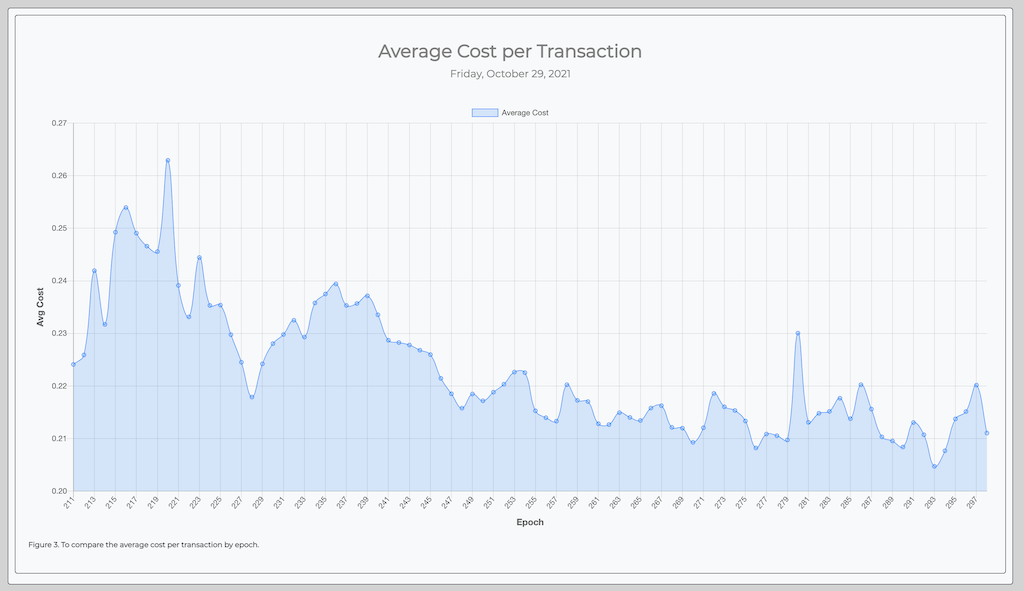 Average Cost per Transaction
Friday, October 29, 2021
Average Cost
0.27
0.26
0.25
0.24
0.23
0.22
0.21
0.20
Avg Cost
211 213 215 217 219 221 223 225 227 229 231 233 235 237 239 241 243 245 247 249 251 253 255 257 259 261 263 265 267 269 271 273 275 277 279 281 283 285 287 289 291 293 295 297
Epoch
Figure 3. To compare the average cost per transaction by epoch.